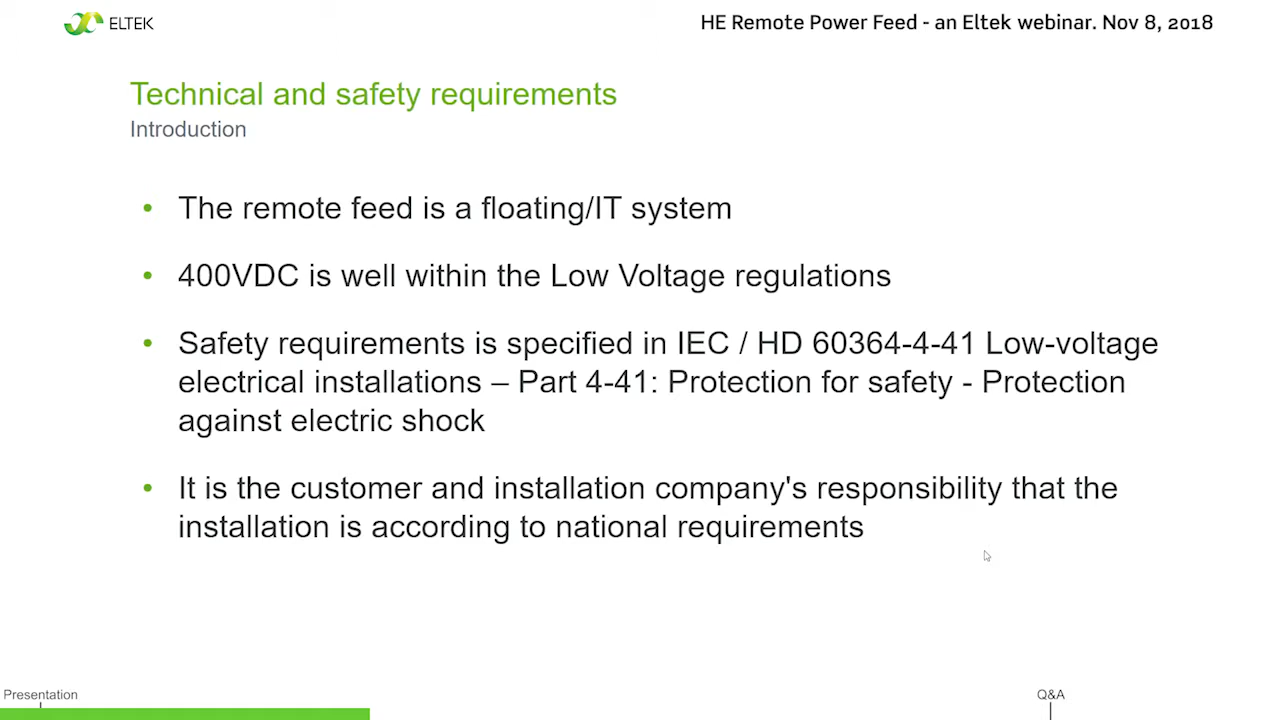 ELTEK
HE Remote Power Feed - an Eltek webinar. Nov 8, 2018
Technical and safety requirements
Introduction
• The remote feed is a floating/IT system
• 400VDC is well within the Low Voltage regulations
• Safety requirements is specified in IEC / HD 60364-4-41 Low-voltage
electrical installations – Part 4-41: Protection for safety - Protection
against electric shock
• It is the customer and installation company's responsibility that the
installation is according to national requirements
Presentation
Q&A